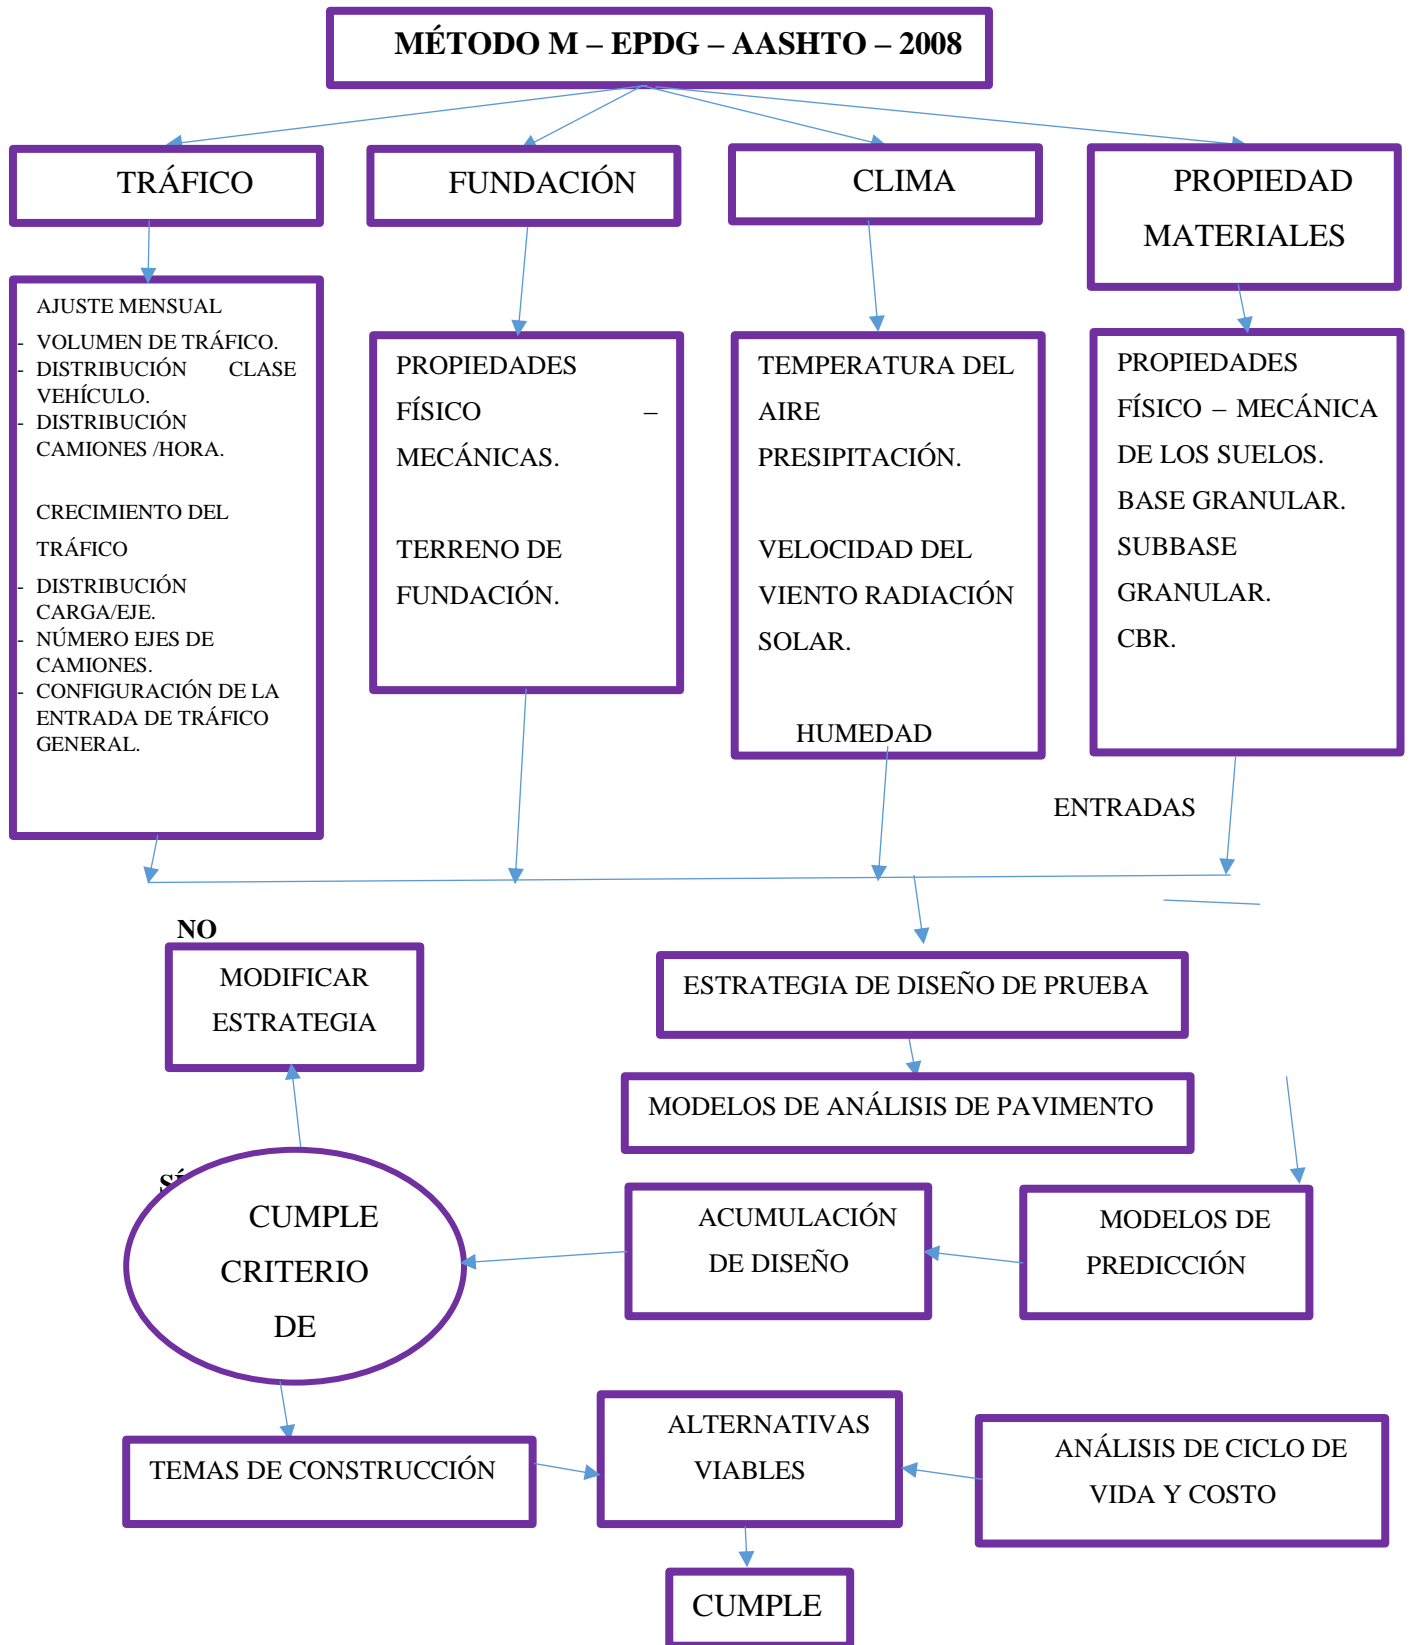 MÉTODO M – EPDG – AASHTO – 2008
TRÁFICO
FUNDACIÓN
CLIMA
PROPIEDAD
MATERIALES
AJUSTE MENSUAL
- VOLUMEN DE TRÁFICO.
- DISTRIBUCIÓN CLASE
VEHÍCULO.
- DISTRIBUCIÓN
CAMIONES /HORA.
CRECIMIENTO DEL
TRÁFICO
- DISTRIBUCIÓN
CARGA/EJE.
- NÚMERO EJES DE
CAMIONES.
- CONFIGURACIÓN DE LA
ENTRADA DE TRÁFICO
GENERAL.
PROPIEDADES
FÍSICO –
MECÁNICAS.
TERRENO DE
FUNDACIÓN.
TEMPERATURA DEL
AIRE
PRESIPITACIÓN.
VELOCIDAD DEL
VIENTO RADIACIÓN
SOLAR.
HUMEDAD
PROPIEDADES
FÍSICO – MECÁNICA
DE LOS SUELOS.
BASE GRANULAR.
SUBBASE
GRANULAR.
CBR.
ENTRADAS
NO
MODIFICAR
ESTRATEGIA
ESTRATEGIA DE DISEÑO DE PRUEBA
MODELOS DE ANÁLISIS DE PAVIMENTO
SÍ
CUMPLE
CRITERIO
DE
ACUMULACIÓN
DE DISEÑO
MODELOS DE
PREDICCIÓN
TEMAS DE CONSTRUCCIÓN
ALTERNATIVAS
VIABLES
ANÁLISIS DE CICLO DE
VIDA Y COSTO
CUMPLE